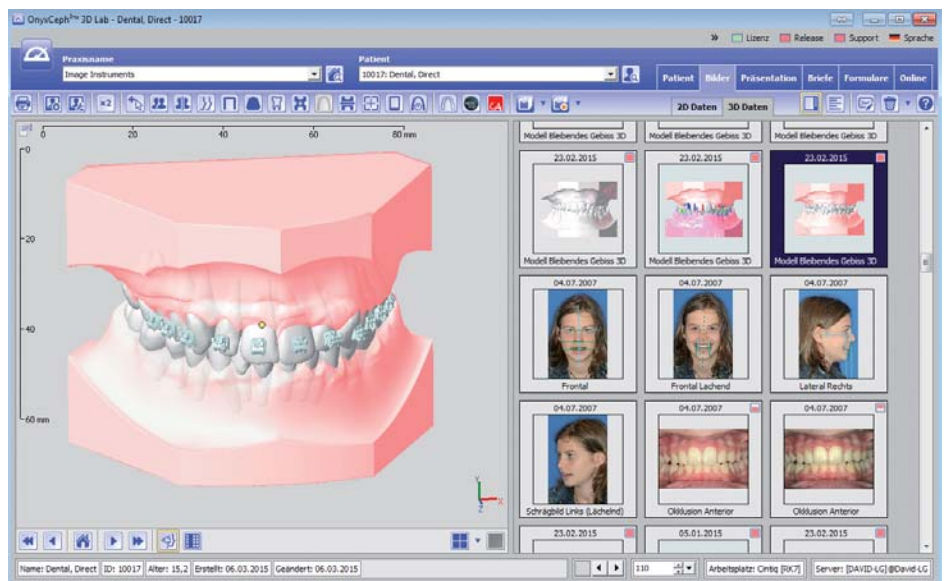 OnyxCeph³™ 3D Lab - Dental, Direct - 10017
» Lizenz Release Support Sprache
Praxisname Patient
Image Instruments 10017: Dental, Direct
Patient Bilder Präsentation Briefe Formulare Online
×2 CA 2D Daten 3D Daten
0 20 40 60 80 mm
0
20
40
60 mm
Y
X
Z
Modell Bleibendes Gebiss 3D Modell Bleibendes Gebiss 3D Modell Bleibendes Gebiss 3D
23.02.2015 23.02.2015 23.02.2015
Modell Bleibendes Gebiss 3D Modell Bleibendes Gebiss 3D Modell Bleibendes Gebiss 3D
04.07.2007 04.07.2007 04.07.2007
Frontal Frontal Lachend Lateral Rechts
04.07.2007 04.07.2007 04.07.2007
Schrägbild Links (Lächelnd) Okklusion Anterior Okklusion Anterior
23.02.2015 05.01.2015 23.02.2015
Name: Dental, Direct ID: 10017 Alter: 15,2 Erstellt: 06.03.2015 Geändert: 06.03.2015 110 Arbeitsplatz: Cintiq [RK7] Server: [DAVID-LG]@David-LG